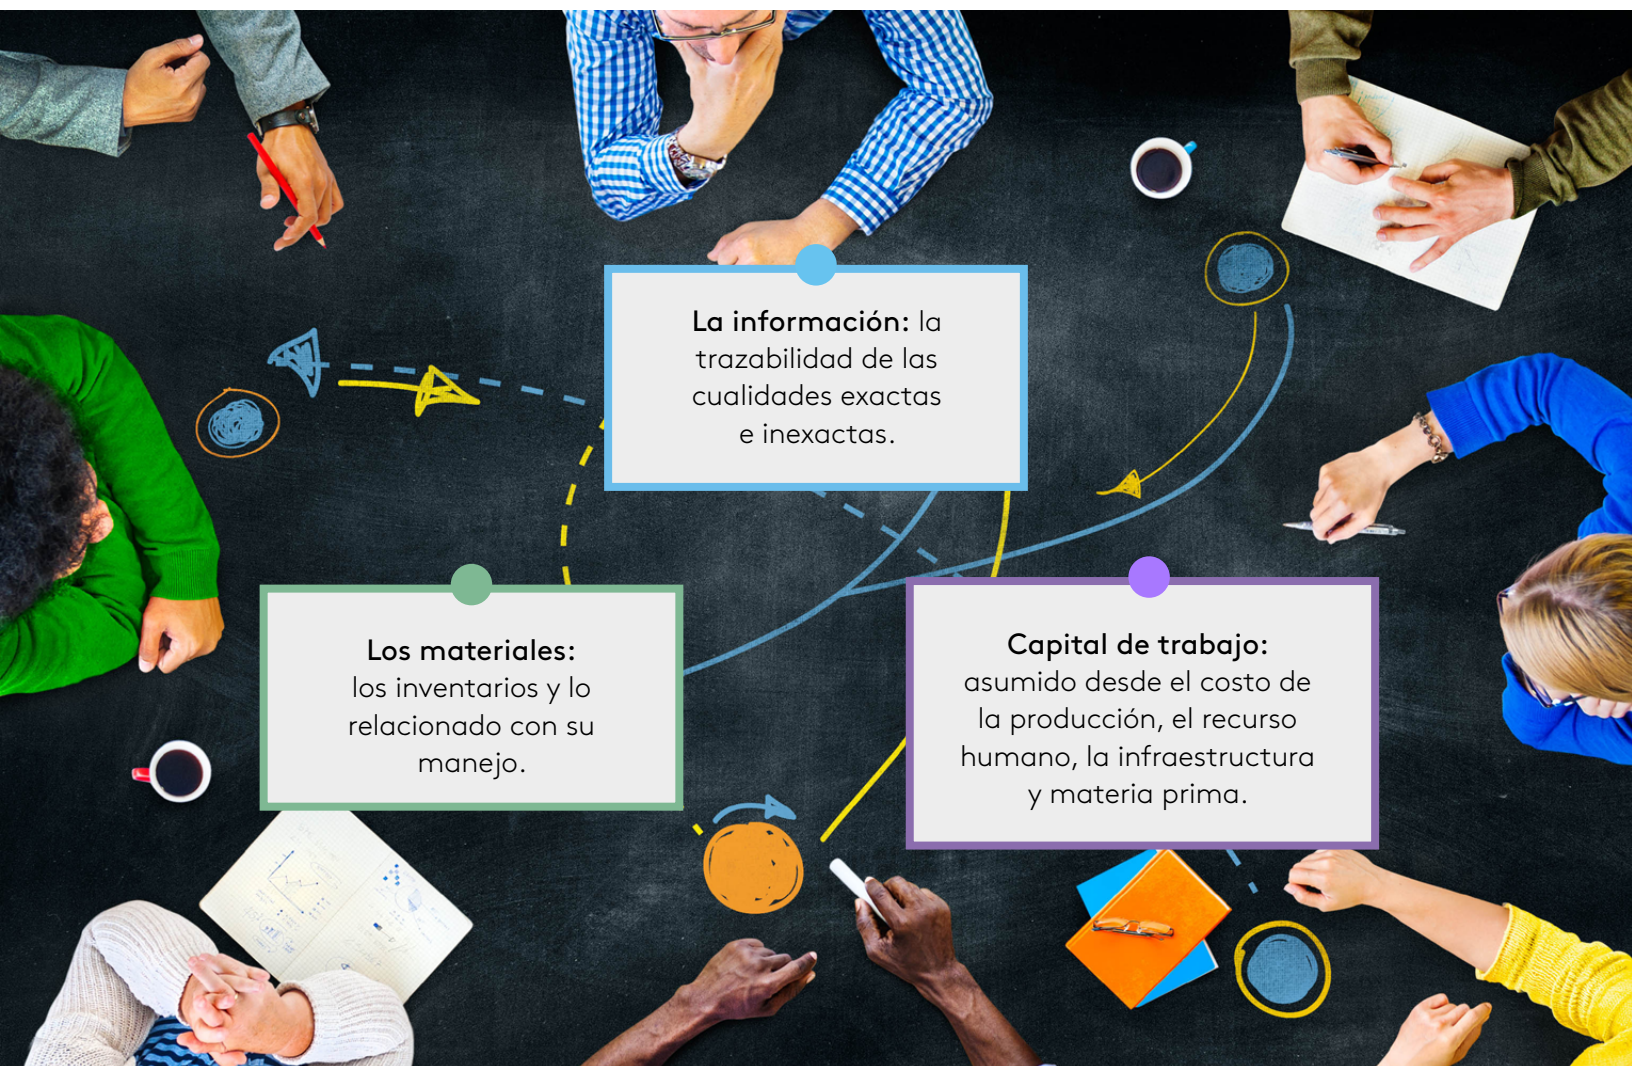 La información: la
trazabilidad de las
cualidades exactas
e inexactas.
Los materiales:
los inventarios y lo
relacionado con su
manejo.
Capital de trabajo:
asumido desde el costo de
la producción, el recurso
humano, la infraestructura
y materia prima.